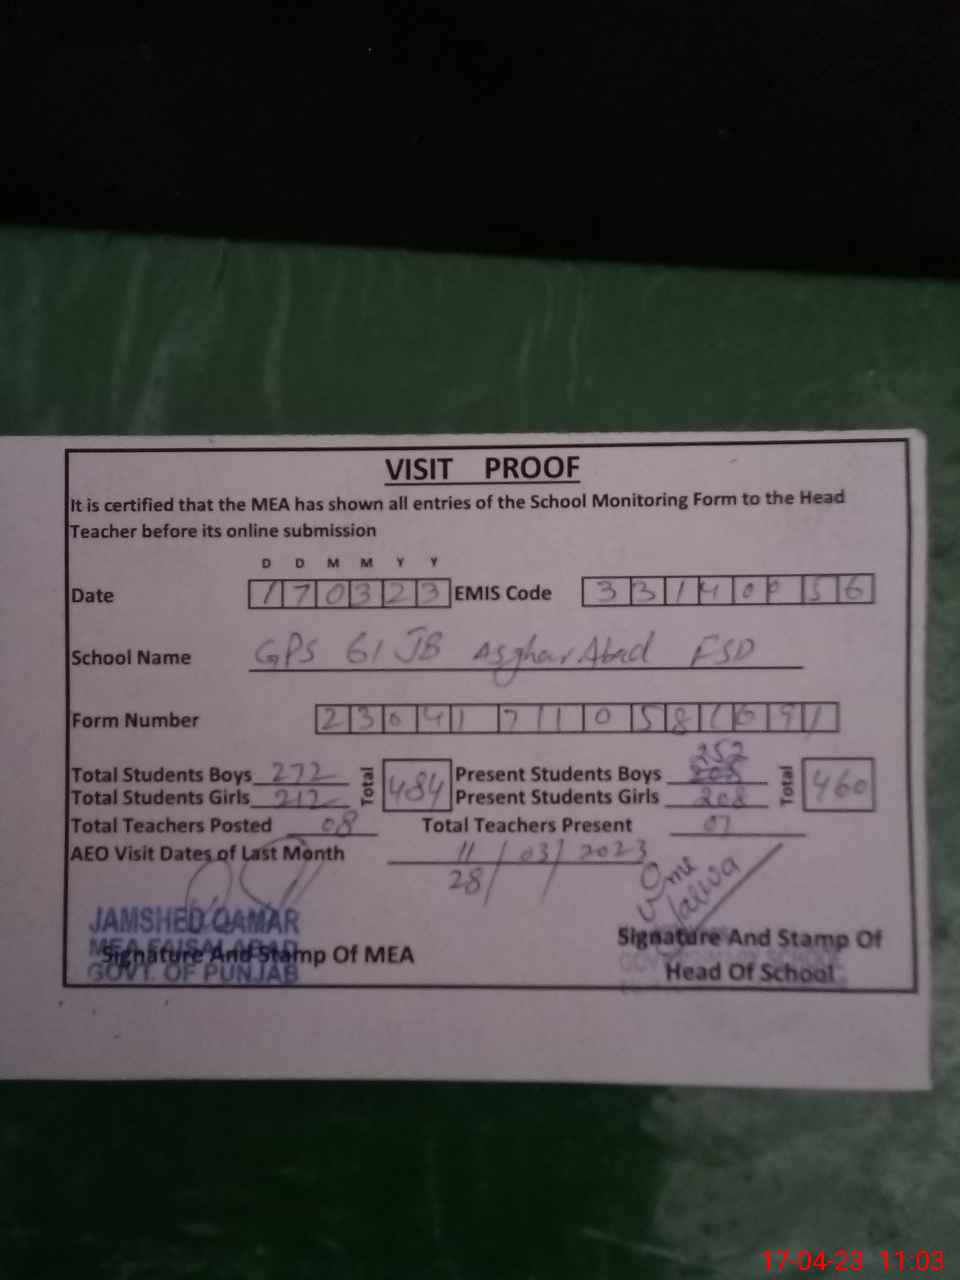 VISIT PROOF
It is certified that the MEA has shown all entries of the School Monitoring Form to the Head
Teacher before its online submission
D D M M Y Y
Date 170323 EMIS Code 33140056
School Name GPS 61 JB Asghar Abad FSD
Form Number
252
Total Students Boys 272 Total 484 Present Students Boys Total 460
Total Students Girls 212 Present Students Girls 208
Total Teachers Posted 08 Total Teachers Present 07
AEO Visit Dates of Last Month 11/03/2023
28/
JAMSHED QAMAR
MEA FAISALABAD
GOVT. OF PUNJAB
Signature And Stamp Of MEA
Signature And Stamp Of
Head Of School
17-04-23 11:03